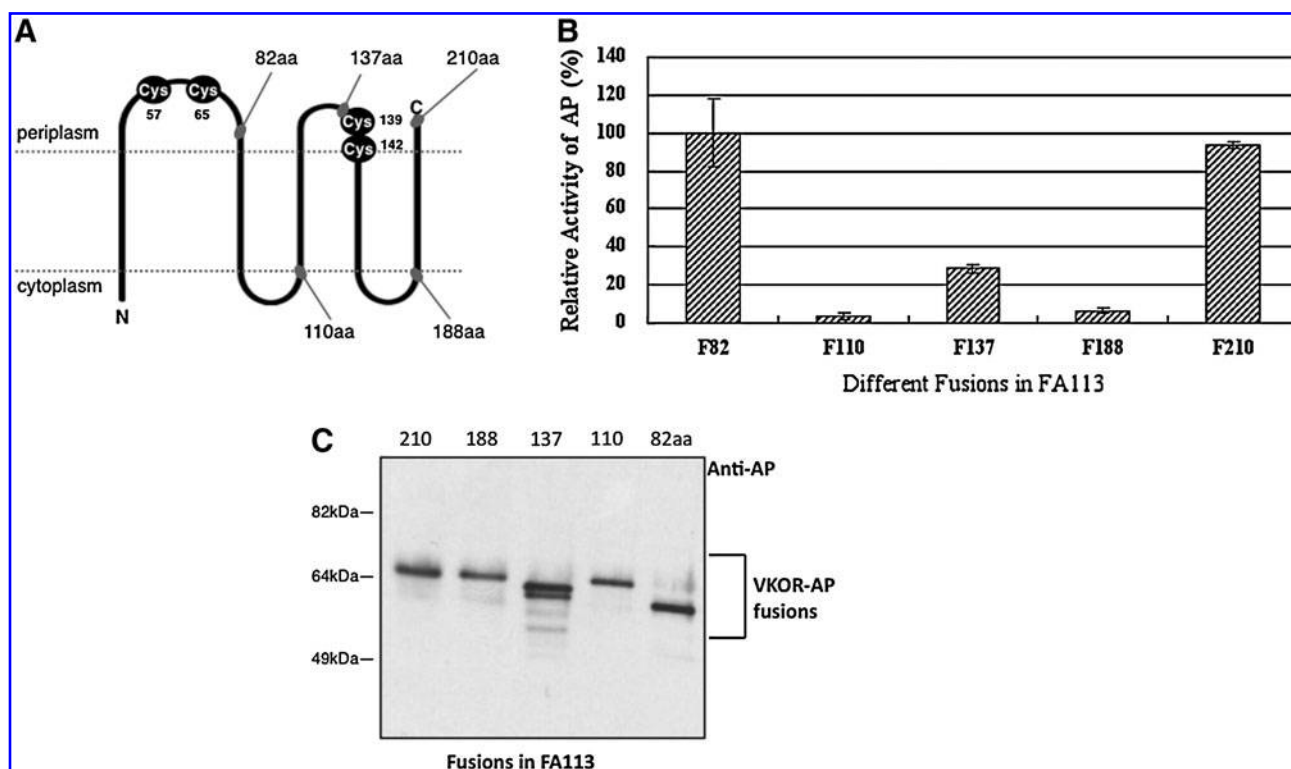 A
82aa
137aa
210aa
Cys
Cys
57
65
C
Cys
139
Cys
142
periplasm
cytoplasm
N
110aa
188aa
B
Relative Activity of AP (%)
140
120
100
80
60
40
20
0
F82 F110 F137 F188 F210
Different Fusions in FA113
C
210 188 137 110 82aa
Anti-AP
82kDa
64kDa
49kDa
VKOR-AP
fusions
Fusions in FA113